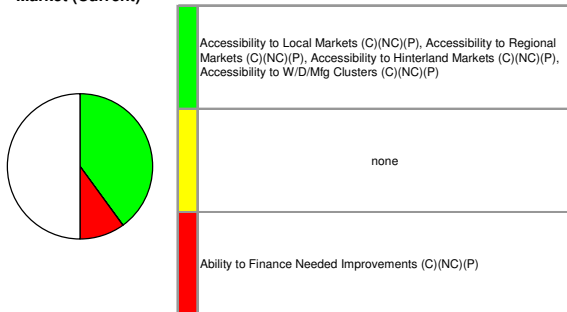 Market (Current)
Accessibility to Local Markets (C)(NC)(P), Accessibility to Regional
Markets (C)(NC)(P), Accessibility to Hinterland Markets (C)(NC)(P),
Accessibility to W/D/Mfg Clusters (C)(NC)(P)
none
Ability to Finance Needed Improvements (C)(NC)(P)